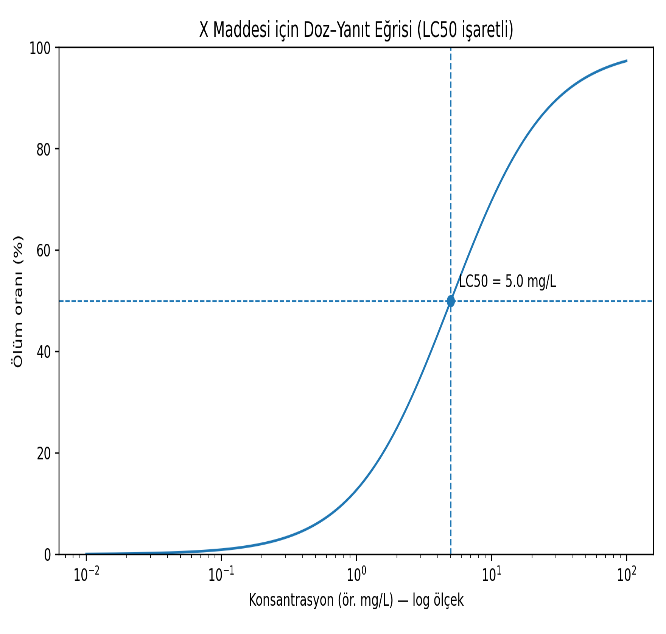 X Maddesi için Doz–Yanıt Eğrisi (LC50 işaretli)
100
80
60
40
20
0
Ölüm oranı (%)
LC50 = 5.0 mg/L
10⁻² 10⁻¹ 10⁰ 10¹ 10²
Konsantrasyon (ör. mg/L) — log ölçek